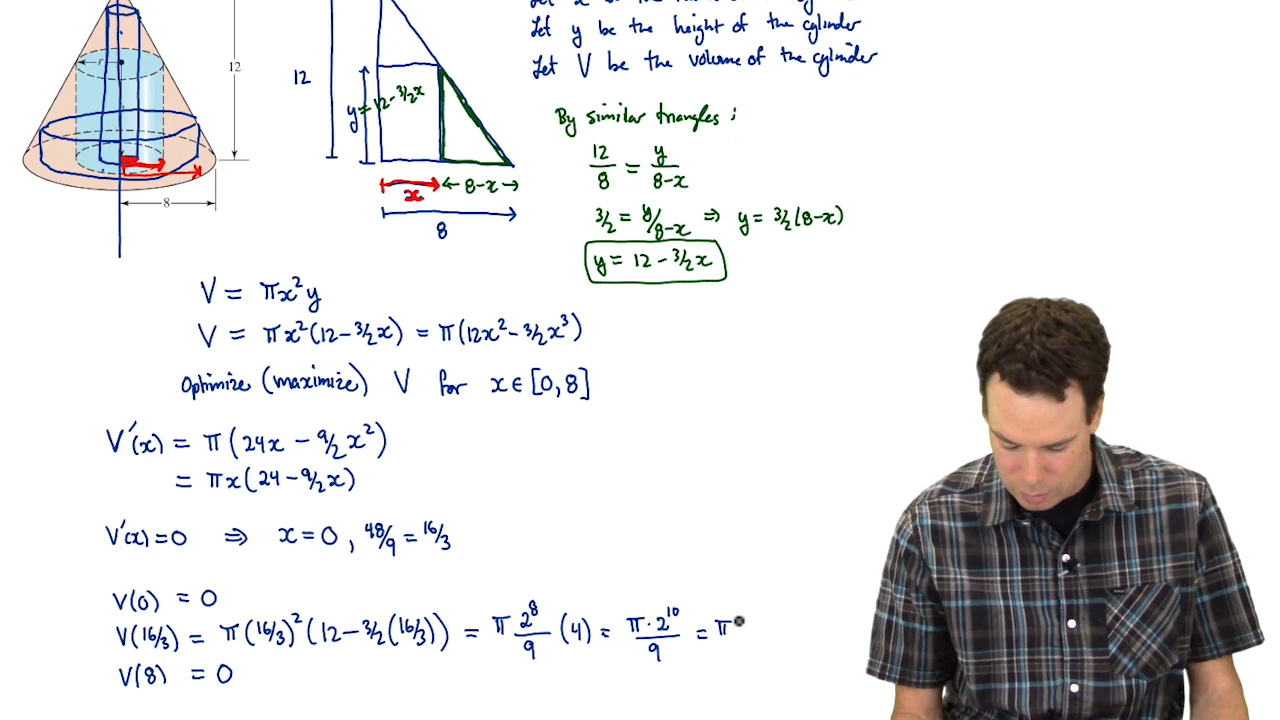 Let x be the
Let y be the height of the cylinder
Let V be the volume of the cylinder
12
12
y=12-3/2x
8
x
8-x
8
By similar triangles:
12/8 = y/8-x
3/2 = y/8-x ⇒ y = 3/2(8-x)
y = 12 - 3/2x
V = πx²y
V = πx²(12-3/2x) = π(12x²-3/2x³)
Optimize (maximize) V for x∈[0,8]
V'(x) = π(24x - 9/2x²)
= πx(24-9/2x)
V'(x)=0 ⇒ x=0, 48/9=16/3
V(0) = 0
V(16/3) = π(16/3)²(12-3/2(16/3)) = π 2⁸/9 (4) = π·2¹⁰/9 = π
V(8) = 0